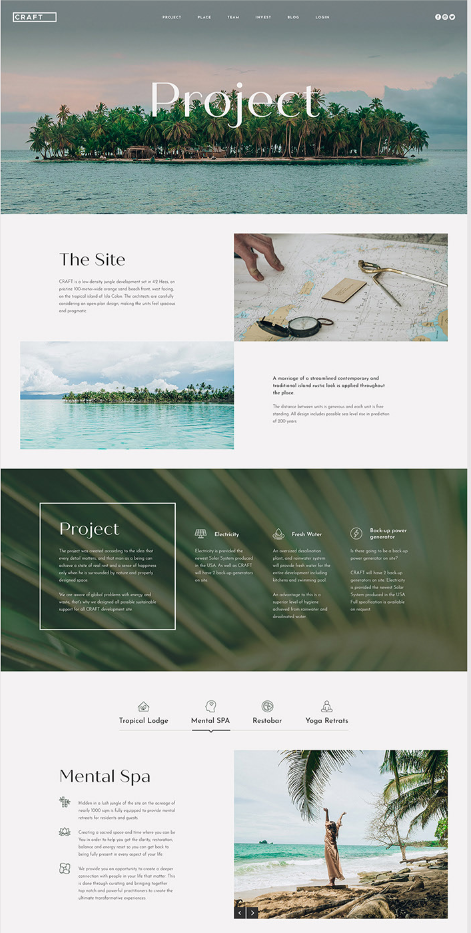 CRAFT
PROJECT PLACE TEAM INVEST BLOG LOGIN
Project
The Site
CRAFT is a low-density jungle development set in 42 Hcta, on
pristine 100-meter-wide orange sand beach front, west facing,
on the tropical island of Isla Colon. The architects are carefully
considering an open-plan design, making the units feel spacious
and pragmatic.
A marriage of a streamlined contemporary and
traditional island rustic look is applied throughout
the place.
The distance between units is generous and each unit is free
standing. All design includes possible sea level rise in prediction
of 200 years.
Project
The project was created according to the idea that
every detail matters, and that man as a being can
achieve a state of real rest and a sense of happiness
only when he is surrounded by nature and properly
designed space.
We are aware of global problems with energy and
waste, that's why we designed all possible sustainable
support for all CRAFT development site.
Electricity
Electricity is provided the
newest Solar System produced
in the USA. As well as CRAFT
will have 2 back up generators
on site.
Fresh Water
An oversized desalination
plant, and rainwater system
will provide fresh water for the
entire development including
kitchens and swimming pool.
An advantage to this is a
superior level of hygiene
achieved from rainwater and
desalinated water.
Back-up power
generator
Is there going to be a back up
power generator on site?
CRAFT will have 2 back up
generators on site. Electricity
is provided the newest Solar
System produced in the USA.
Full specification is available
on request.
Tropical Lodge Mental SPA Restobar Yoga Retrats
Mental Spa
Hidden in a lush jungle of the site on the acreage of
nearly 1000 sqm is fully equipped to provide mental
retreats for residents and guests.
Creating a sacred space and time where you can be
You in order to help you get the clarity, rejuvenation,
balance and energy reset so you can get back to
being fully present in every aspect of your life.
We provide you an opportunity to create a deeper
connection with people in your life that matter. This
is done through curating and bringing together
top-notch and powerful practitioners to create the
ultimate transformative experiences.